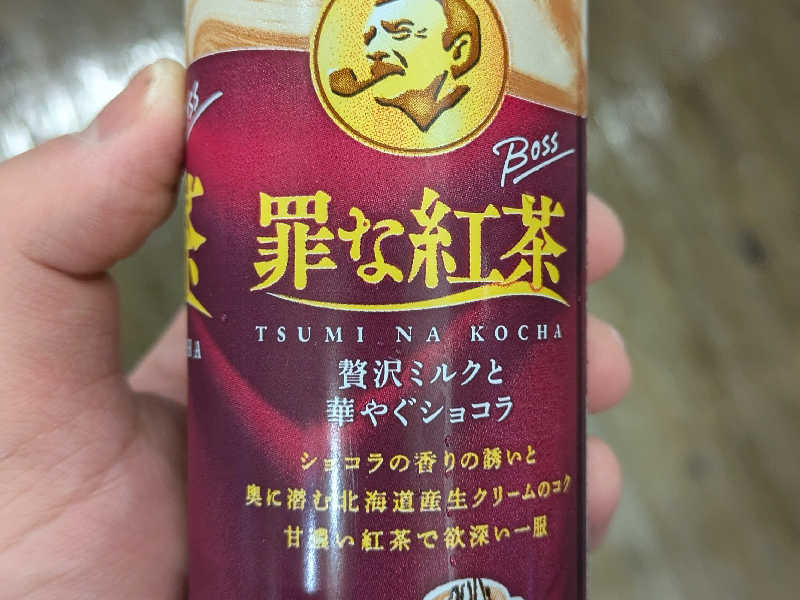 Boss
罪な紅茶
TSUMI NA KOCHA
贅沢ミルクと
華やぐショコラ
ショコラの香りの誘いと
奥に潜む北海道産生クリームのコク
甘濃い紅茶で欲深い一服
Boss
茶
HA